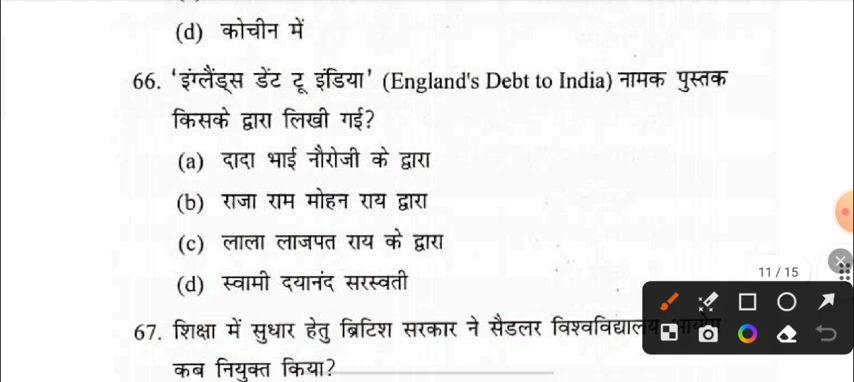 (d) कोचीन में
66. 'इंग्लैंड्स डेंट टू इंडिया' (England's Debt to India) नामक पुस्तक
किसके द्वारा लिखी गई?
(a) दादा भाई नौरोजी के द्वारा
(b) राजा राम मोहन राय द्वारा
(c) लाला लाजपत राय के द्वारा
(d) स्वामी दयानंद सरस्वती
11 / 15
67. शिक्षा में सुधार हेतु ब्रिटिश सरकार ने सैडलर विश्वविद्यालय आयोग
कब नियुक्त किया?